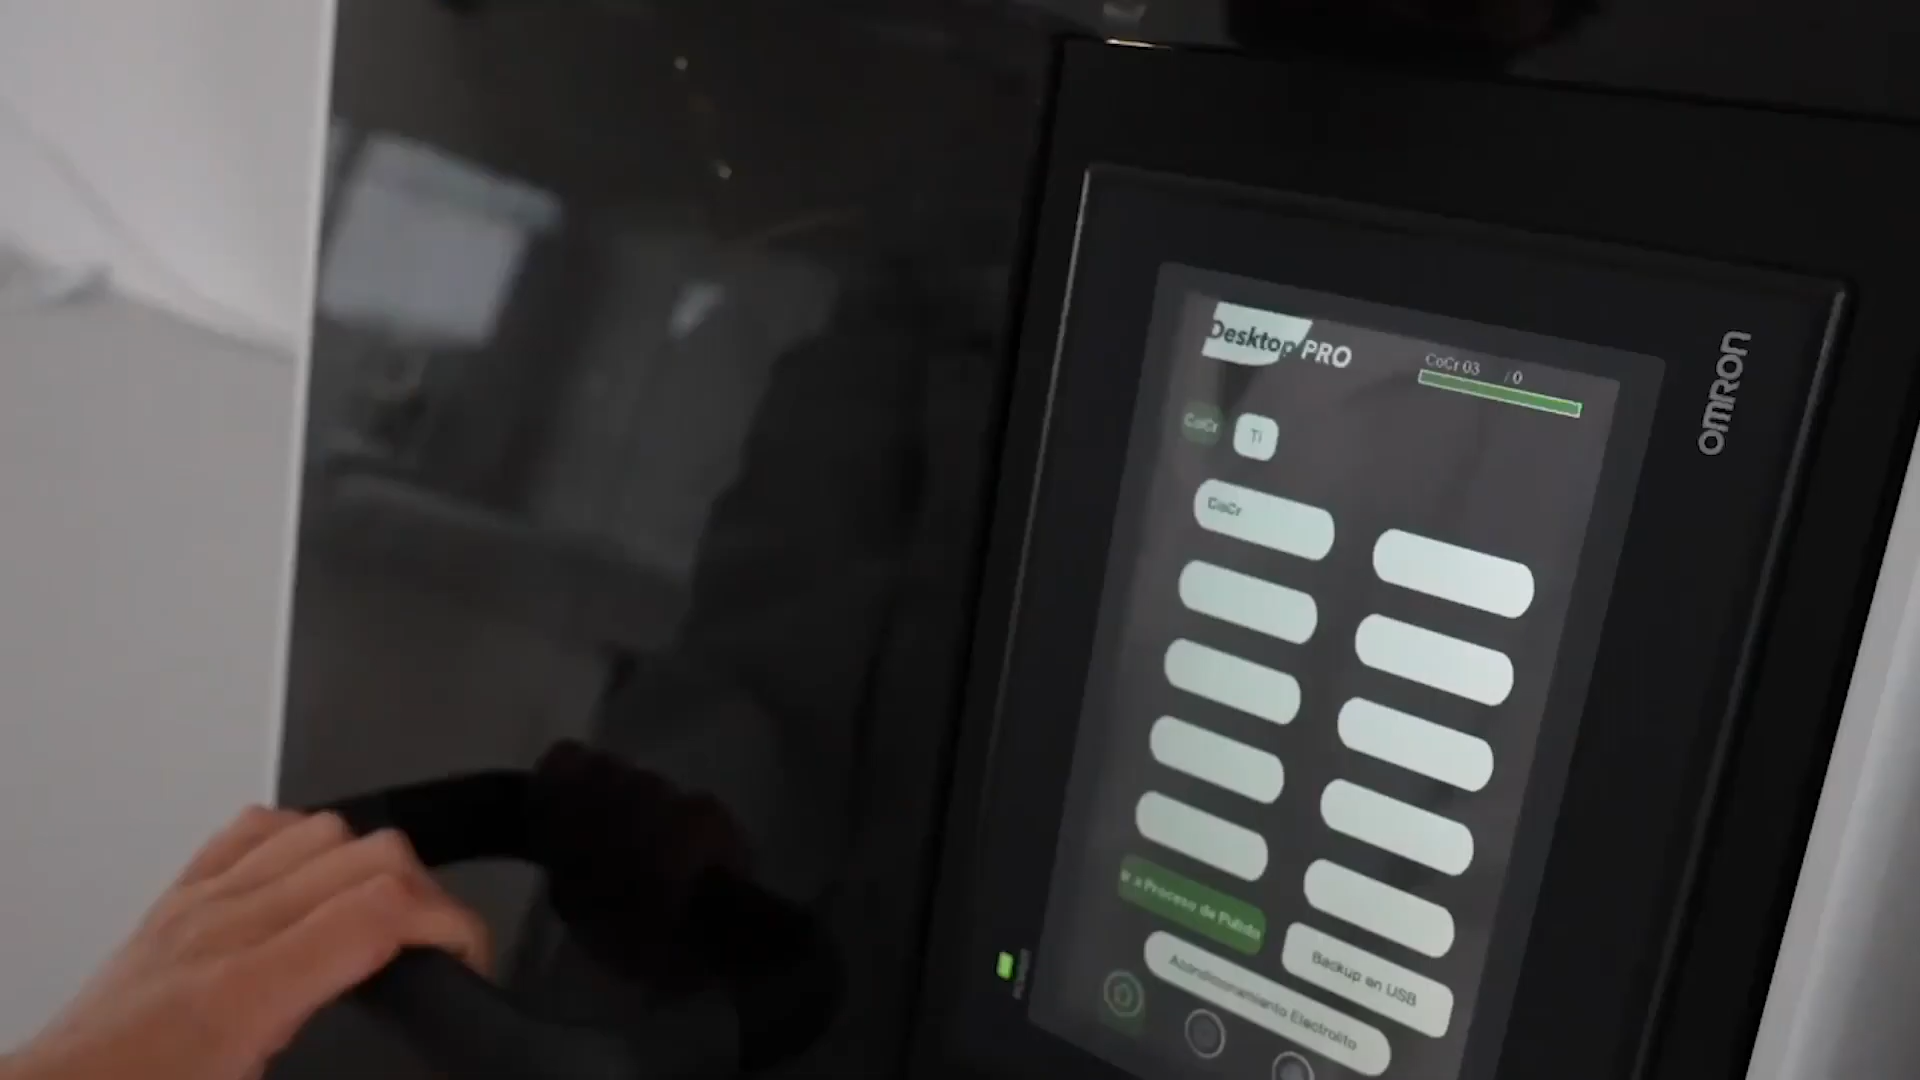 Desktop PRO
CoCr 03 / 0
CoCr
Ti
CoCr
Ir a Proceso de Pulido
Backup en USB
Acondicionamiento Electrolito
OMRON